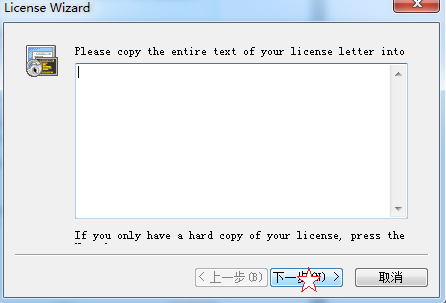 License Wizard
Please copy the entire text of your license letter into
If you only have a hard copy of your license, press the
< 上一步(B)
下一步(N) >
取消